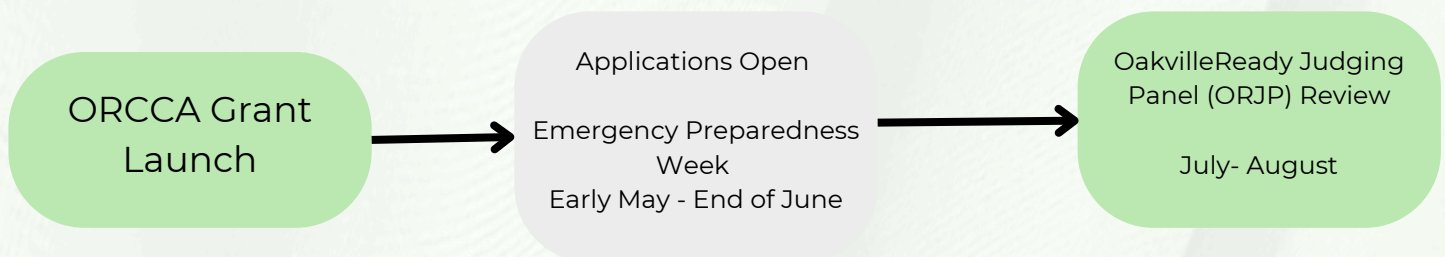 ORCCA Grant
Launch
Applications Open
Emergency Preparedness
Week
Early May - End of June
OakvilleReady Judging
Panel (ORJP) Review
July- August